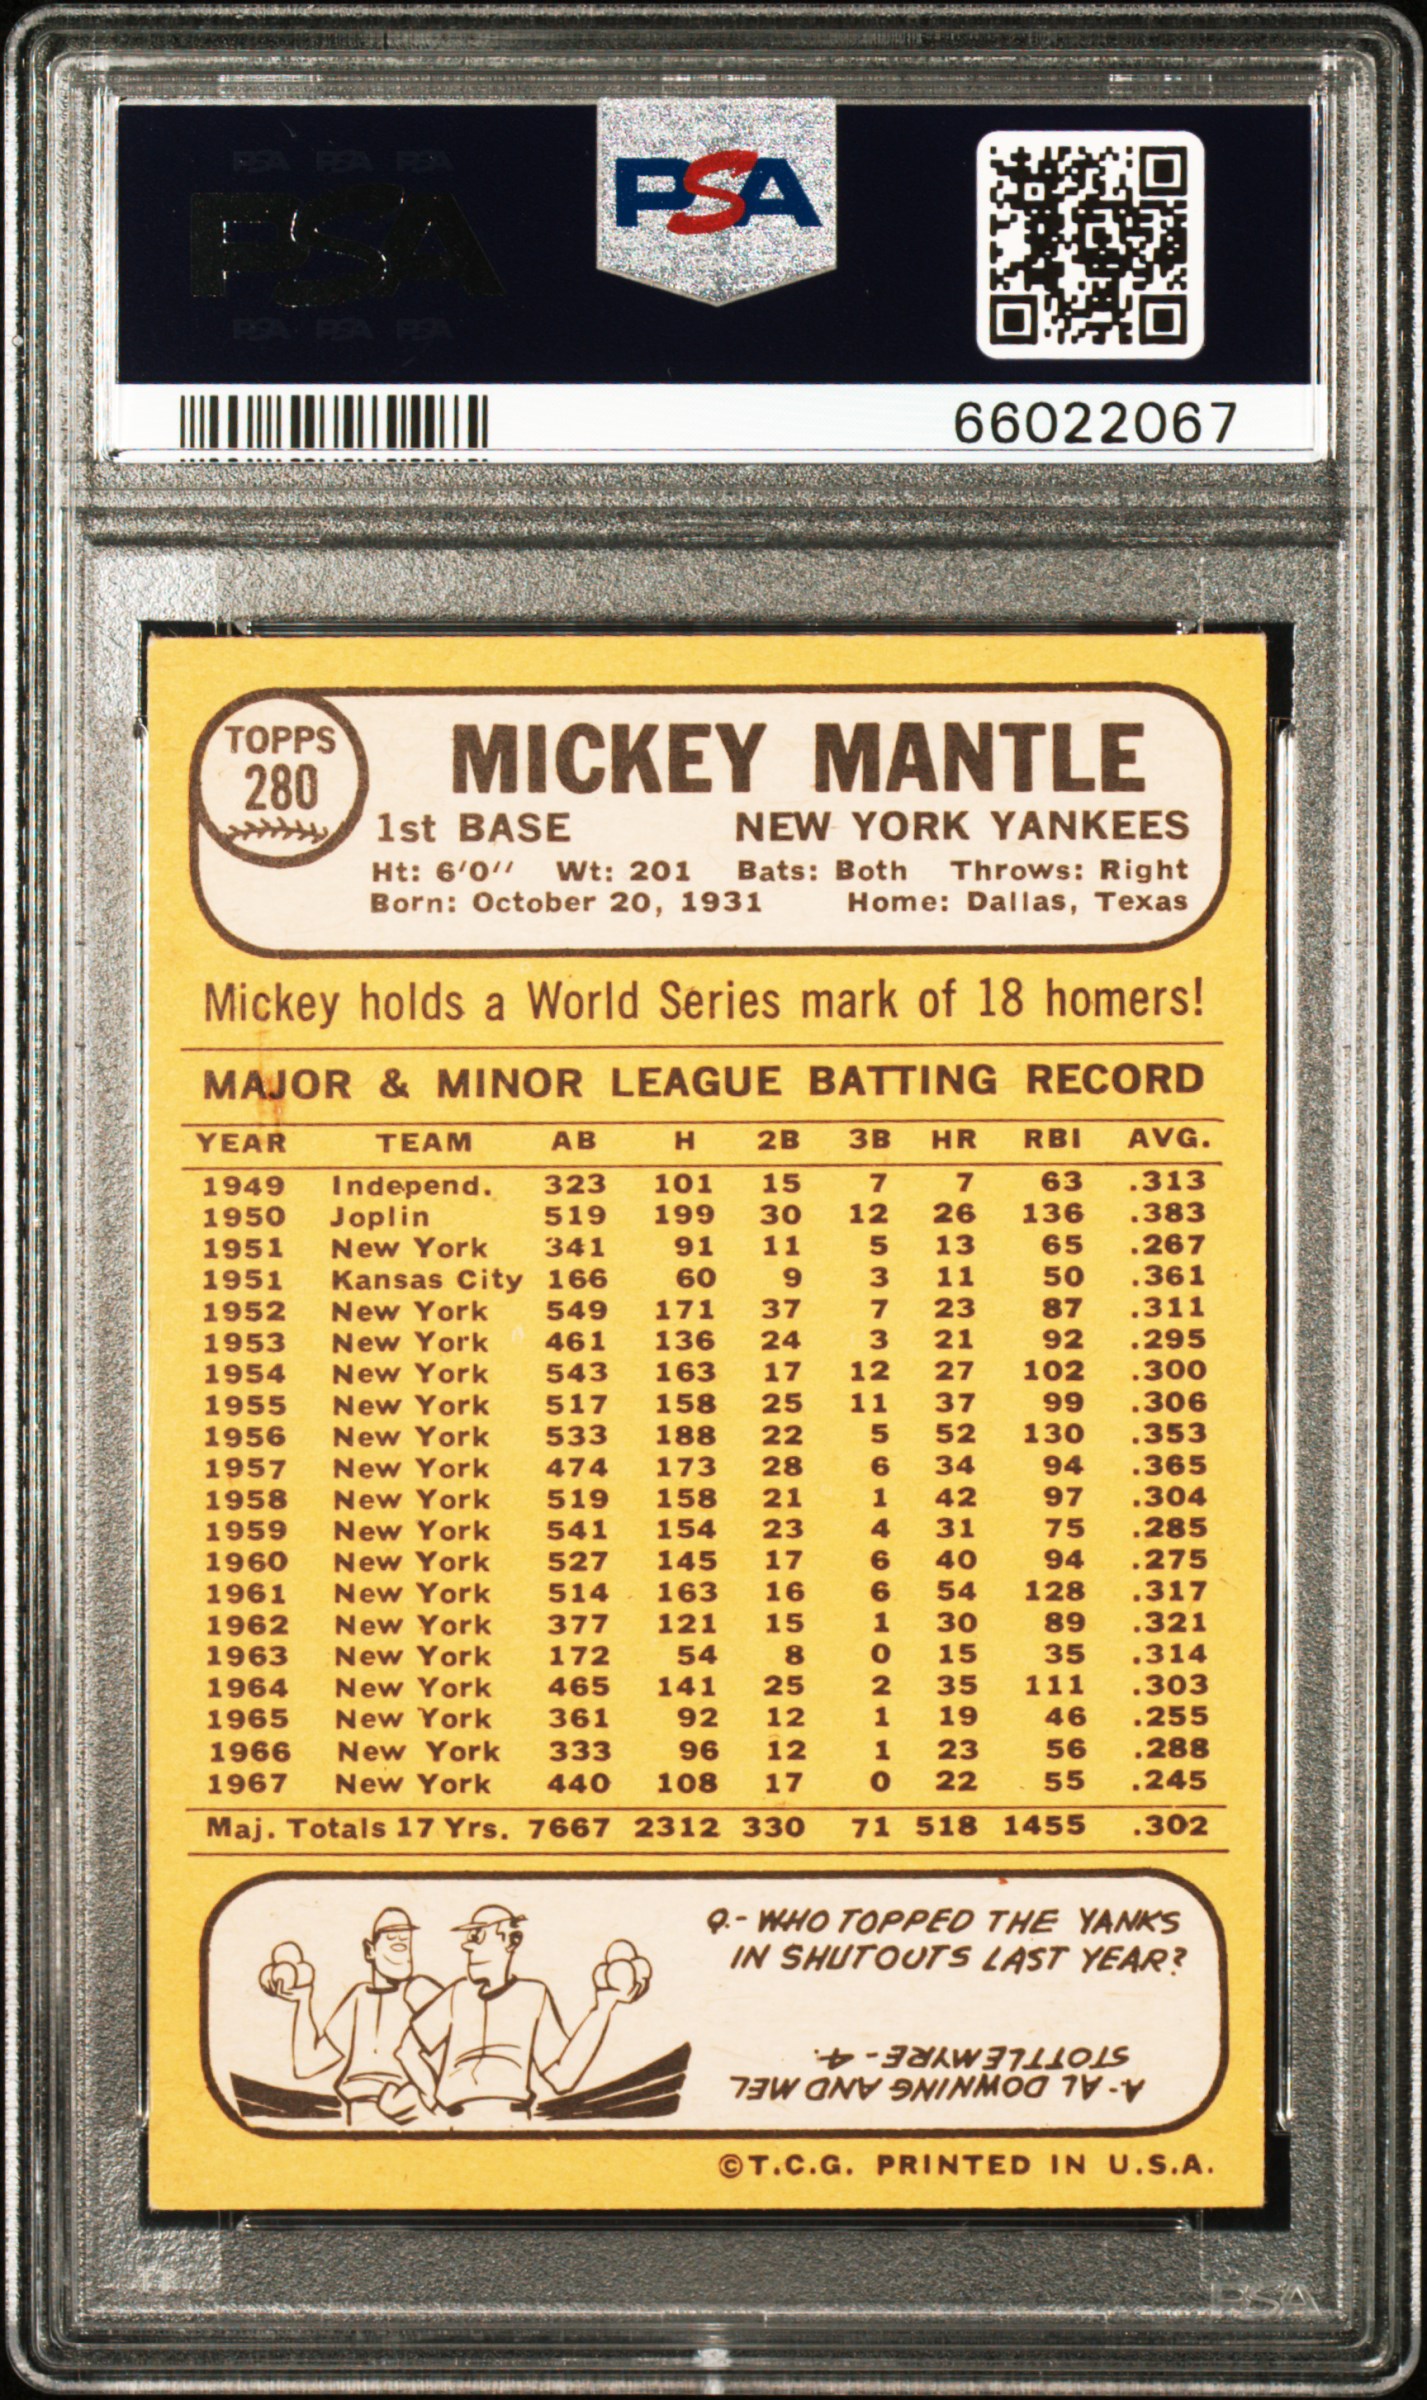 PSA PSA PSA
PSA
PSA PSA PSA
PSA
66022067
TOPPS
280
MICKEY MANTLE
1st BASE NEW YORK YANKEES
Ht: 6'0'' Wt: 201 Bats: Both Throws: Right
Born: October 20, 1931 Home: Dallas, Texas
Mickey holds a World Series mark of 18 homers!
MAJOR & MINOR LEAGUE BATTING RECORD
YEAR TEAM AB H 2B 3B HR RBI AVG.
1949 Independ. 323 101 15 7 7 63 .313
1950 Joplin 519 199 30 12 26 136 .383
1951 New York 341 91 11 5 13 65 .267
1951 Kansas City 166 60 9 3 11 50 .361
1952 New York 549 171 37 7 23 87 .311
1953 New York 461 136 24 3 21 92 .295
1954 New York 543 163 17 12 27 102 .300
1955 New York 517 158 25 11 37 99 .306
1956 New York 533 188 22 5 52 130 .353
1957 New York 474 173 28 6 34 94 .365
1958 New York 519 158 21 1 42 97 .304
1959 New York 541 154 23 4 31 75 .285
1960 New York 527 145 17 6 40 94 .275
1961 New York 514 163 16 6 54 128 .317
1962 New York 377 121 15 1 30 89 .321
1963 New York 172 54 8 0 15 35 .314
1964 New York 465 141 25 2 35 111 .303
1965 New York 361 92 12 1 19 46 .255
1966 New York 333 96 12 1 23 56 .288
1967 New York 440 108 17 0 22 55 .245
Maj. Totals 17 Yrs. 7667 2312 330 71 518 1455 .302
Q.- WHO TOPPED THE YANKS
IN SHUTOUTS LAST YEAR?
A.- AL DOWNING AND MEL
STOTTLEMYRE - 4.
©T.C.G. PRINTED IN U.S.A.
PSA